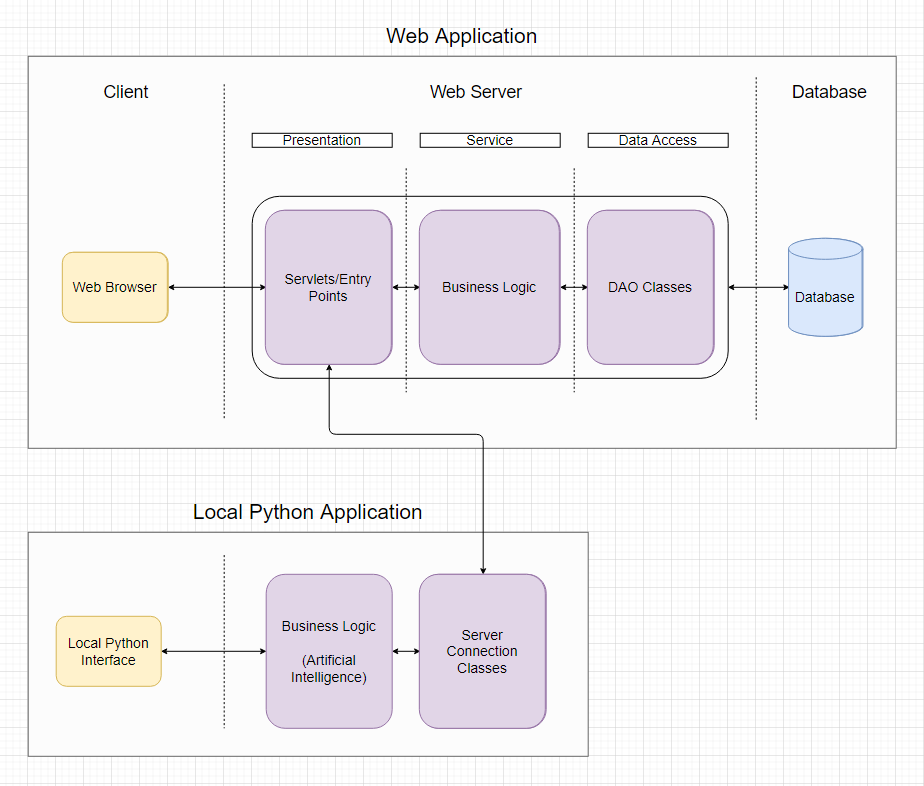 Web Application
Client
Web Server
Database
Presentation
Service
Data Access
Web Browser
Servlets/Entry
Points
Business Logic
DAO Classes
Database
Local Python Application
Local Python
Interface
Business Logic
(Artificial
Intelligence)
Server
Connection
Classes